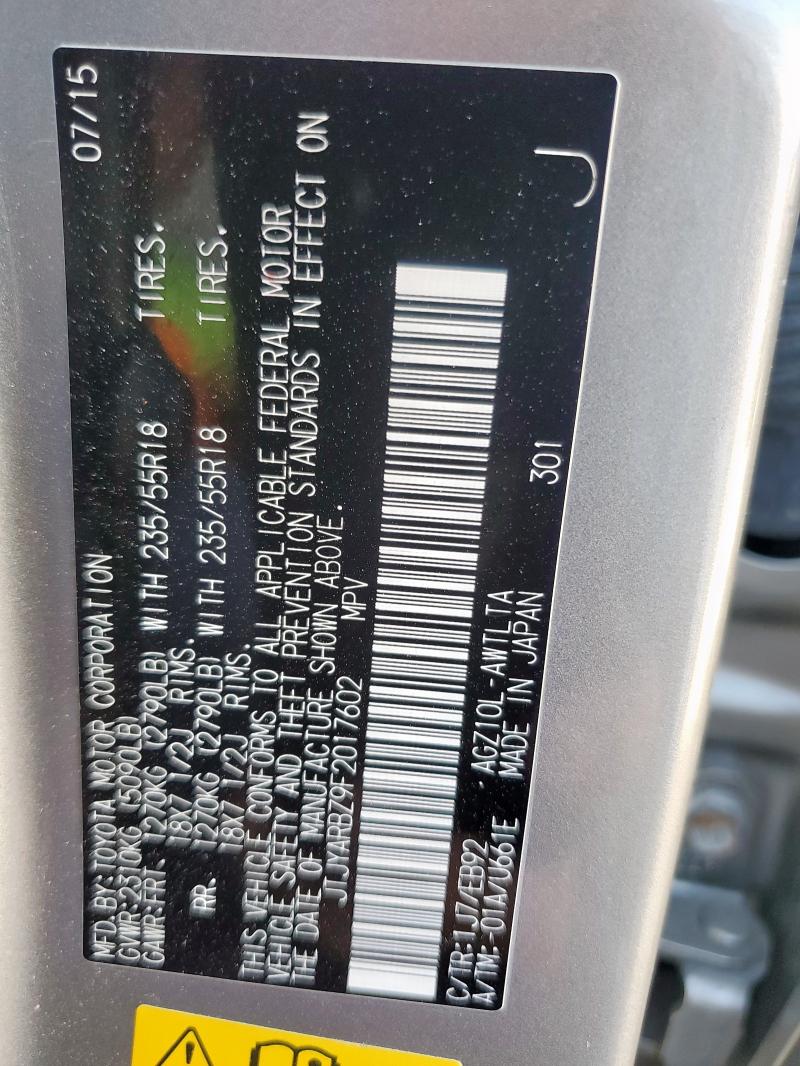 MFD.BY:TOYOTA MOTOR CORPORATION 07/15
GVWR:2310KG (5090LB)
GAWR:FRT. 1270KG (2790LB) WITH 235/55R18 TIRES.
18X7 1/2J RIMS.
RR. 1270KG (2790LB) WITH 235/55R18 TIRES.
18X7 1/2J RIMS.
THIS VEHICLE CONFORMS TO ALL APPLICABLE FEDERAL MOTOR
VEHICLE SAFETY AND THEFT PREVENTION STANDARDS IN EFFECT ON
THE DATE OF MANUFACTURE SHOWN ABOVE.
JTJYARBZ9F2017602 MPV
C/TR:1J7/EB92 AGZ10L-AWTLTA 301
A/TM:-01A/U661E MADE IN JAPAN
J